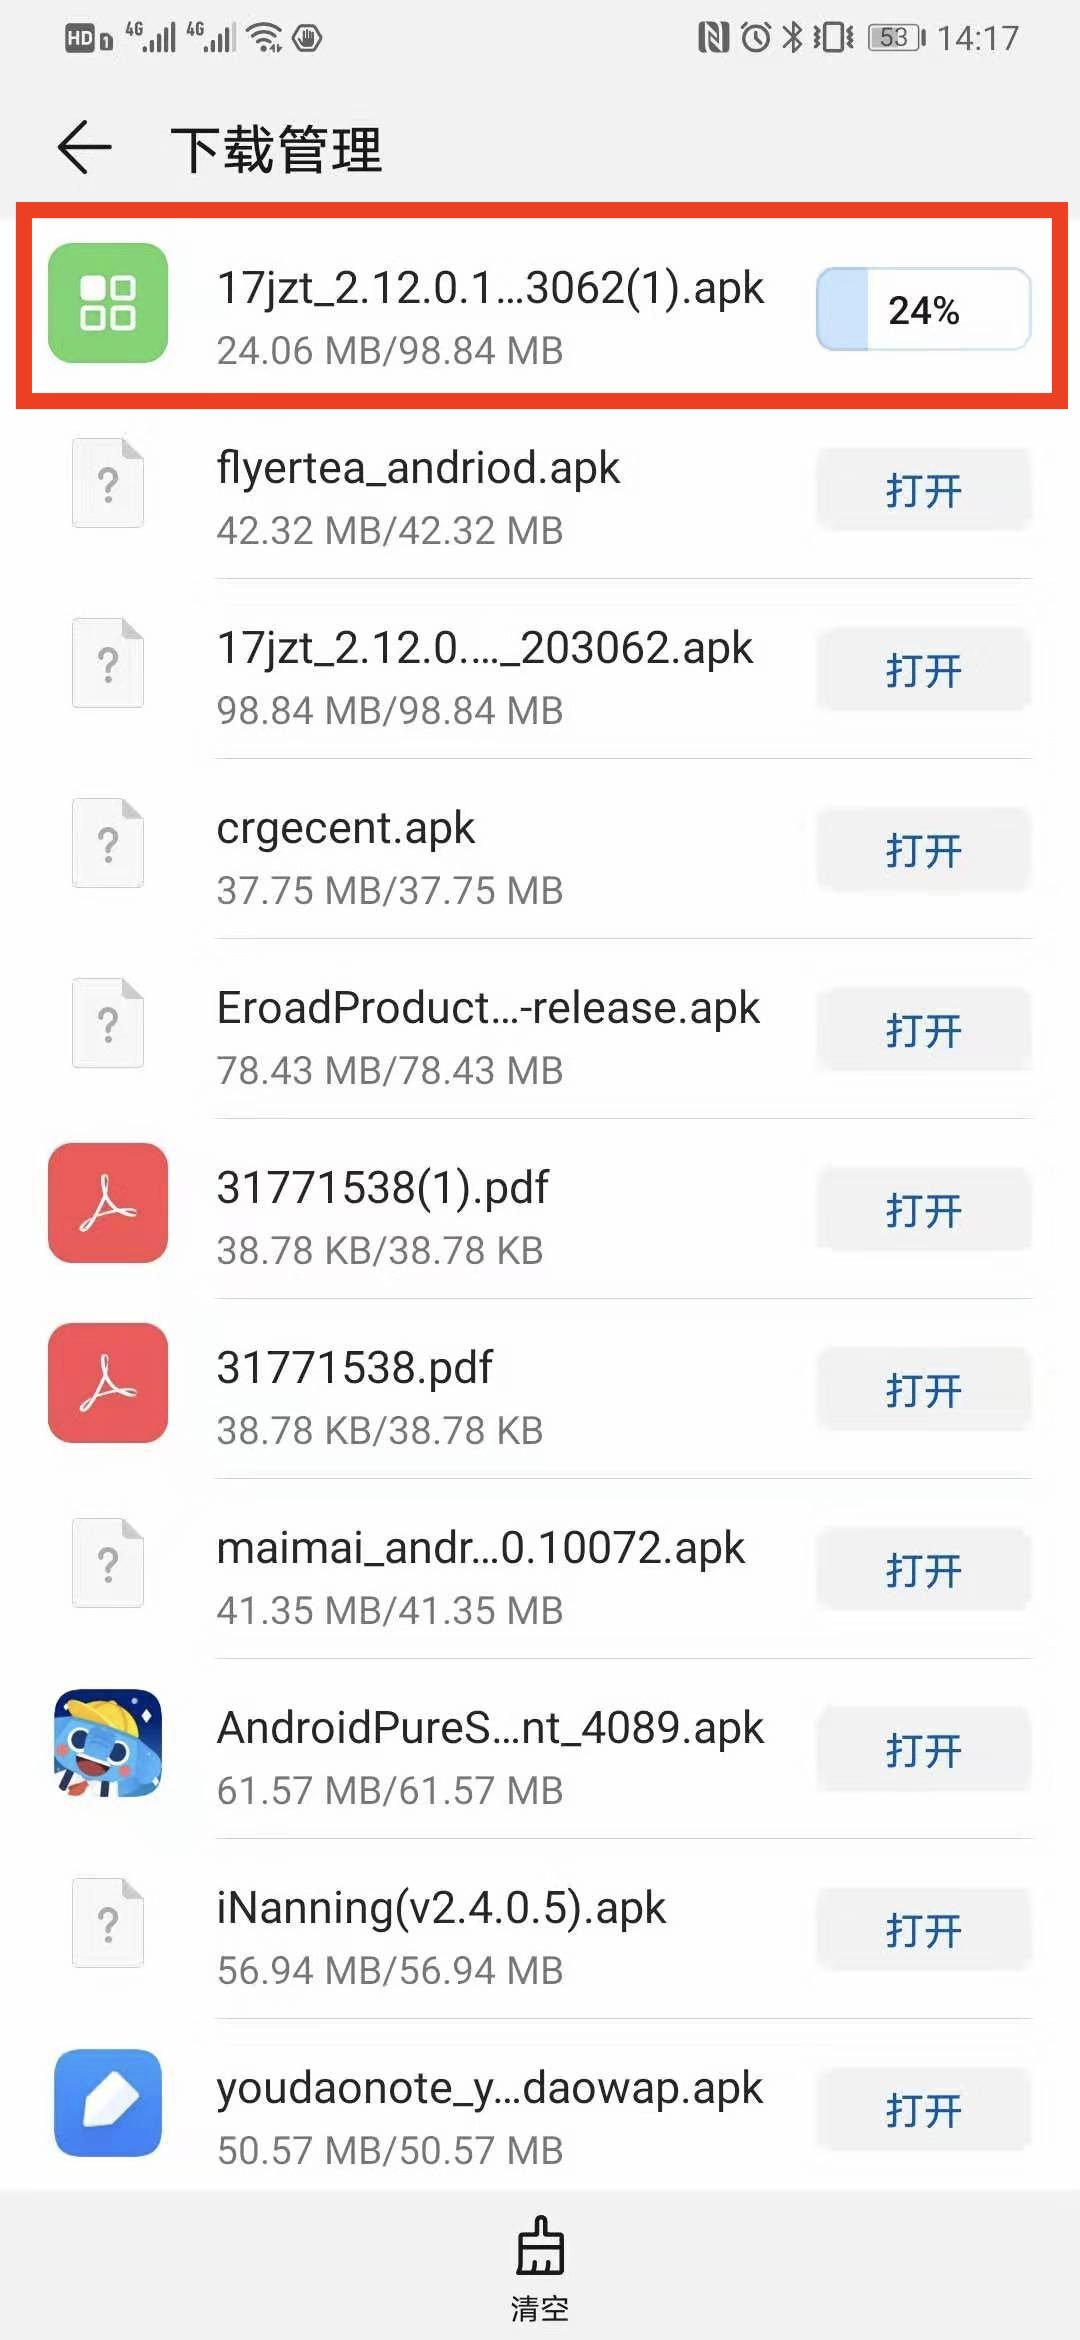 HD 1 4G 4G 53 14:17
下载管理
17jzt_2.12.0.1...3062(1).apk
24.06 MB/98.84 MB
24%
flyertea_andriod.apk
42.32 MB/42.32 MB
打开
17jzt_2.12.0...._203062.apk
98.84 MB/98.84 MB
打开
crgecent.apk
37.75 MB/37.75 MB
打开
EroadProduct...-release.apk
78.43 MB/78.43 MB
打开
31771538(1).pdf
38.78 KB/38.78 KB
打开
31771538.pdf
38.78 KB/38.78 KB
打开
maimai_andr...0.10072.apk
41.35 MB/41.35 MB
打开
AndroidPureS...nt_4089.apk
61.57 MB/61.57 MB
打开
iNanning(v2.4.0.5).apk
56.94 MB/56.94 MB
打开
youdaonote_y...daowap.apk
50.57 MB/50.57 MB
打开
清空